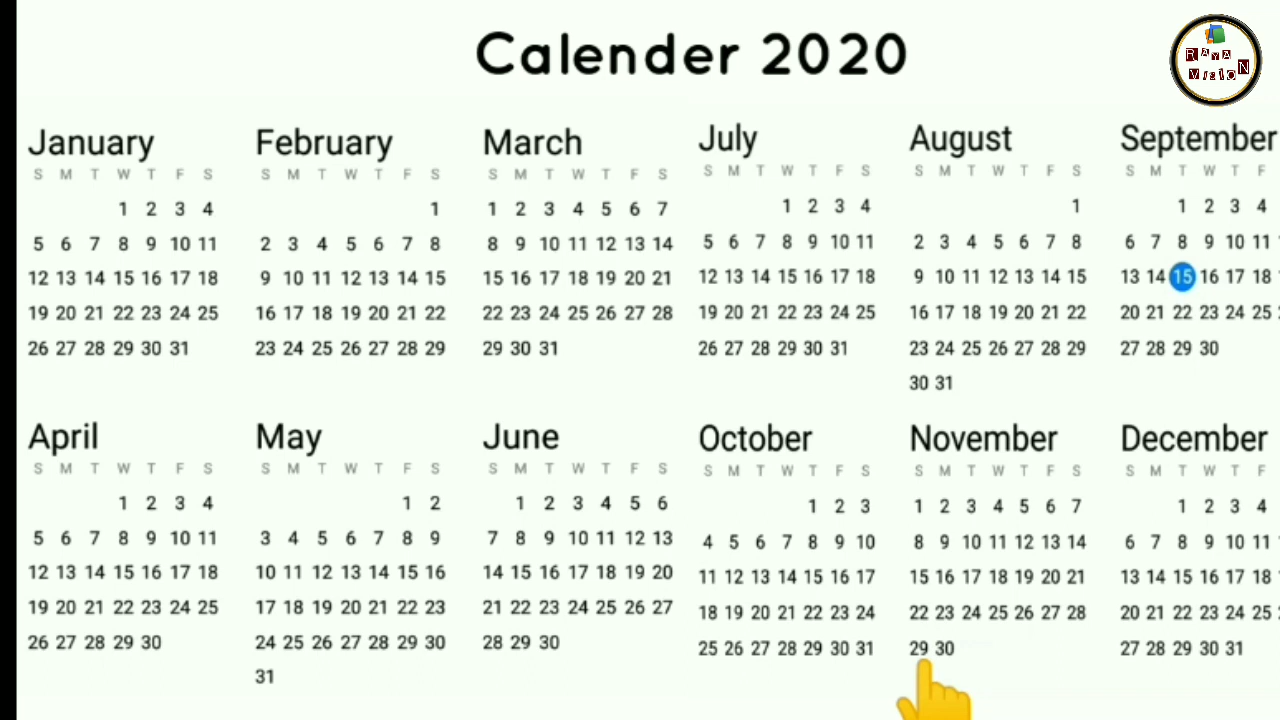 Calender 2020
RAYA
VisIoN
January February March July August September
S M T W T F S S M T W T F S S M T W T F S S M T W T F S S M T W T F S S M T W T F
1 2 3 4 1 1 2 3 4 5 6 7 1 2 3 4 1 1 2 3 4
5 6 7 8 9 10 11 2 3 4 5 6 7 8 8 9 10 11 12 13 14 5 6 7 8 9 10 11 2 3 4 5 6 7 8 6 7 8 9 10 11
12 13 14 15 16 17 18 9 10 11 12 13 14 15 15 16 17 18 19 20 21 12 13 14 15 16 17 18 9 10 11 12 13 14 15 13 14 15 16 17 18
19 20 21 22 23 24 25 16 17 18 19 20 21 22 22 23 24 25 26 27 28 19 20 21 22 23 24 25 16 17 18 19 20 21 22 20 21 22 23 24 25
26 27 28 29 30 31 23 24 25 26 27 28 29 29 30 31 26 27 28 29 30 31 23 24 25 26 27 28 29 27 28 29 30
30 31
April May June October November December
S M T W T F S S M T W T F S S M T W T F S S M T W T F S S M T W T F S S M T W T F
1 2 3 4 1 2 1 2 3 4 5 6 1 2 3 1 2 3 4 5 6 7 1 2 3 4
5 6 7 8 9 10 11 3 4 5 6 7 8 9 7 8 9 10 11 12 13 4 5 6 7 8 9 10 8 9 10 11 12 13 14 6 7 8 9 10 11
12 13 14 15 16 17 18 10 11 12 13 14 15 16 14 15 16 17 18 19 20 11 12 13 14 15 16 17 15 16 17 18 19 20 21 13 14 15 16 17 18
19 20 21 22 23 24 25 17 18 19 20 21 22 23 21 22 23 24 25 26 27 18 19 20 21 22 23 24 22 23 24 25 26 27 28 20 21 22 23 24 25
26 27 28 29 30 24 25 26 27 28 29 30 28 29 30 25 26 27 28 29 30 31 29 30 27 28 29 30 31
31